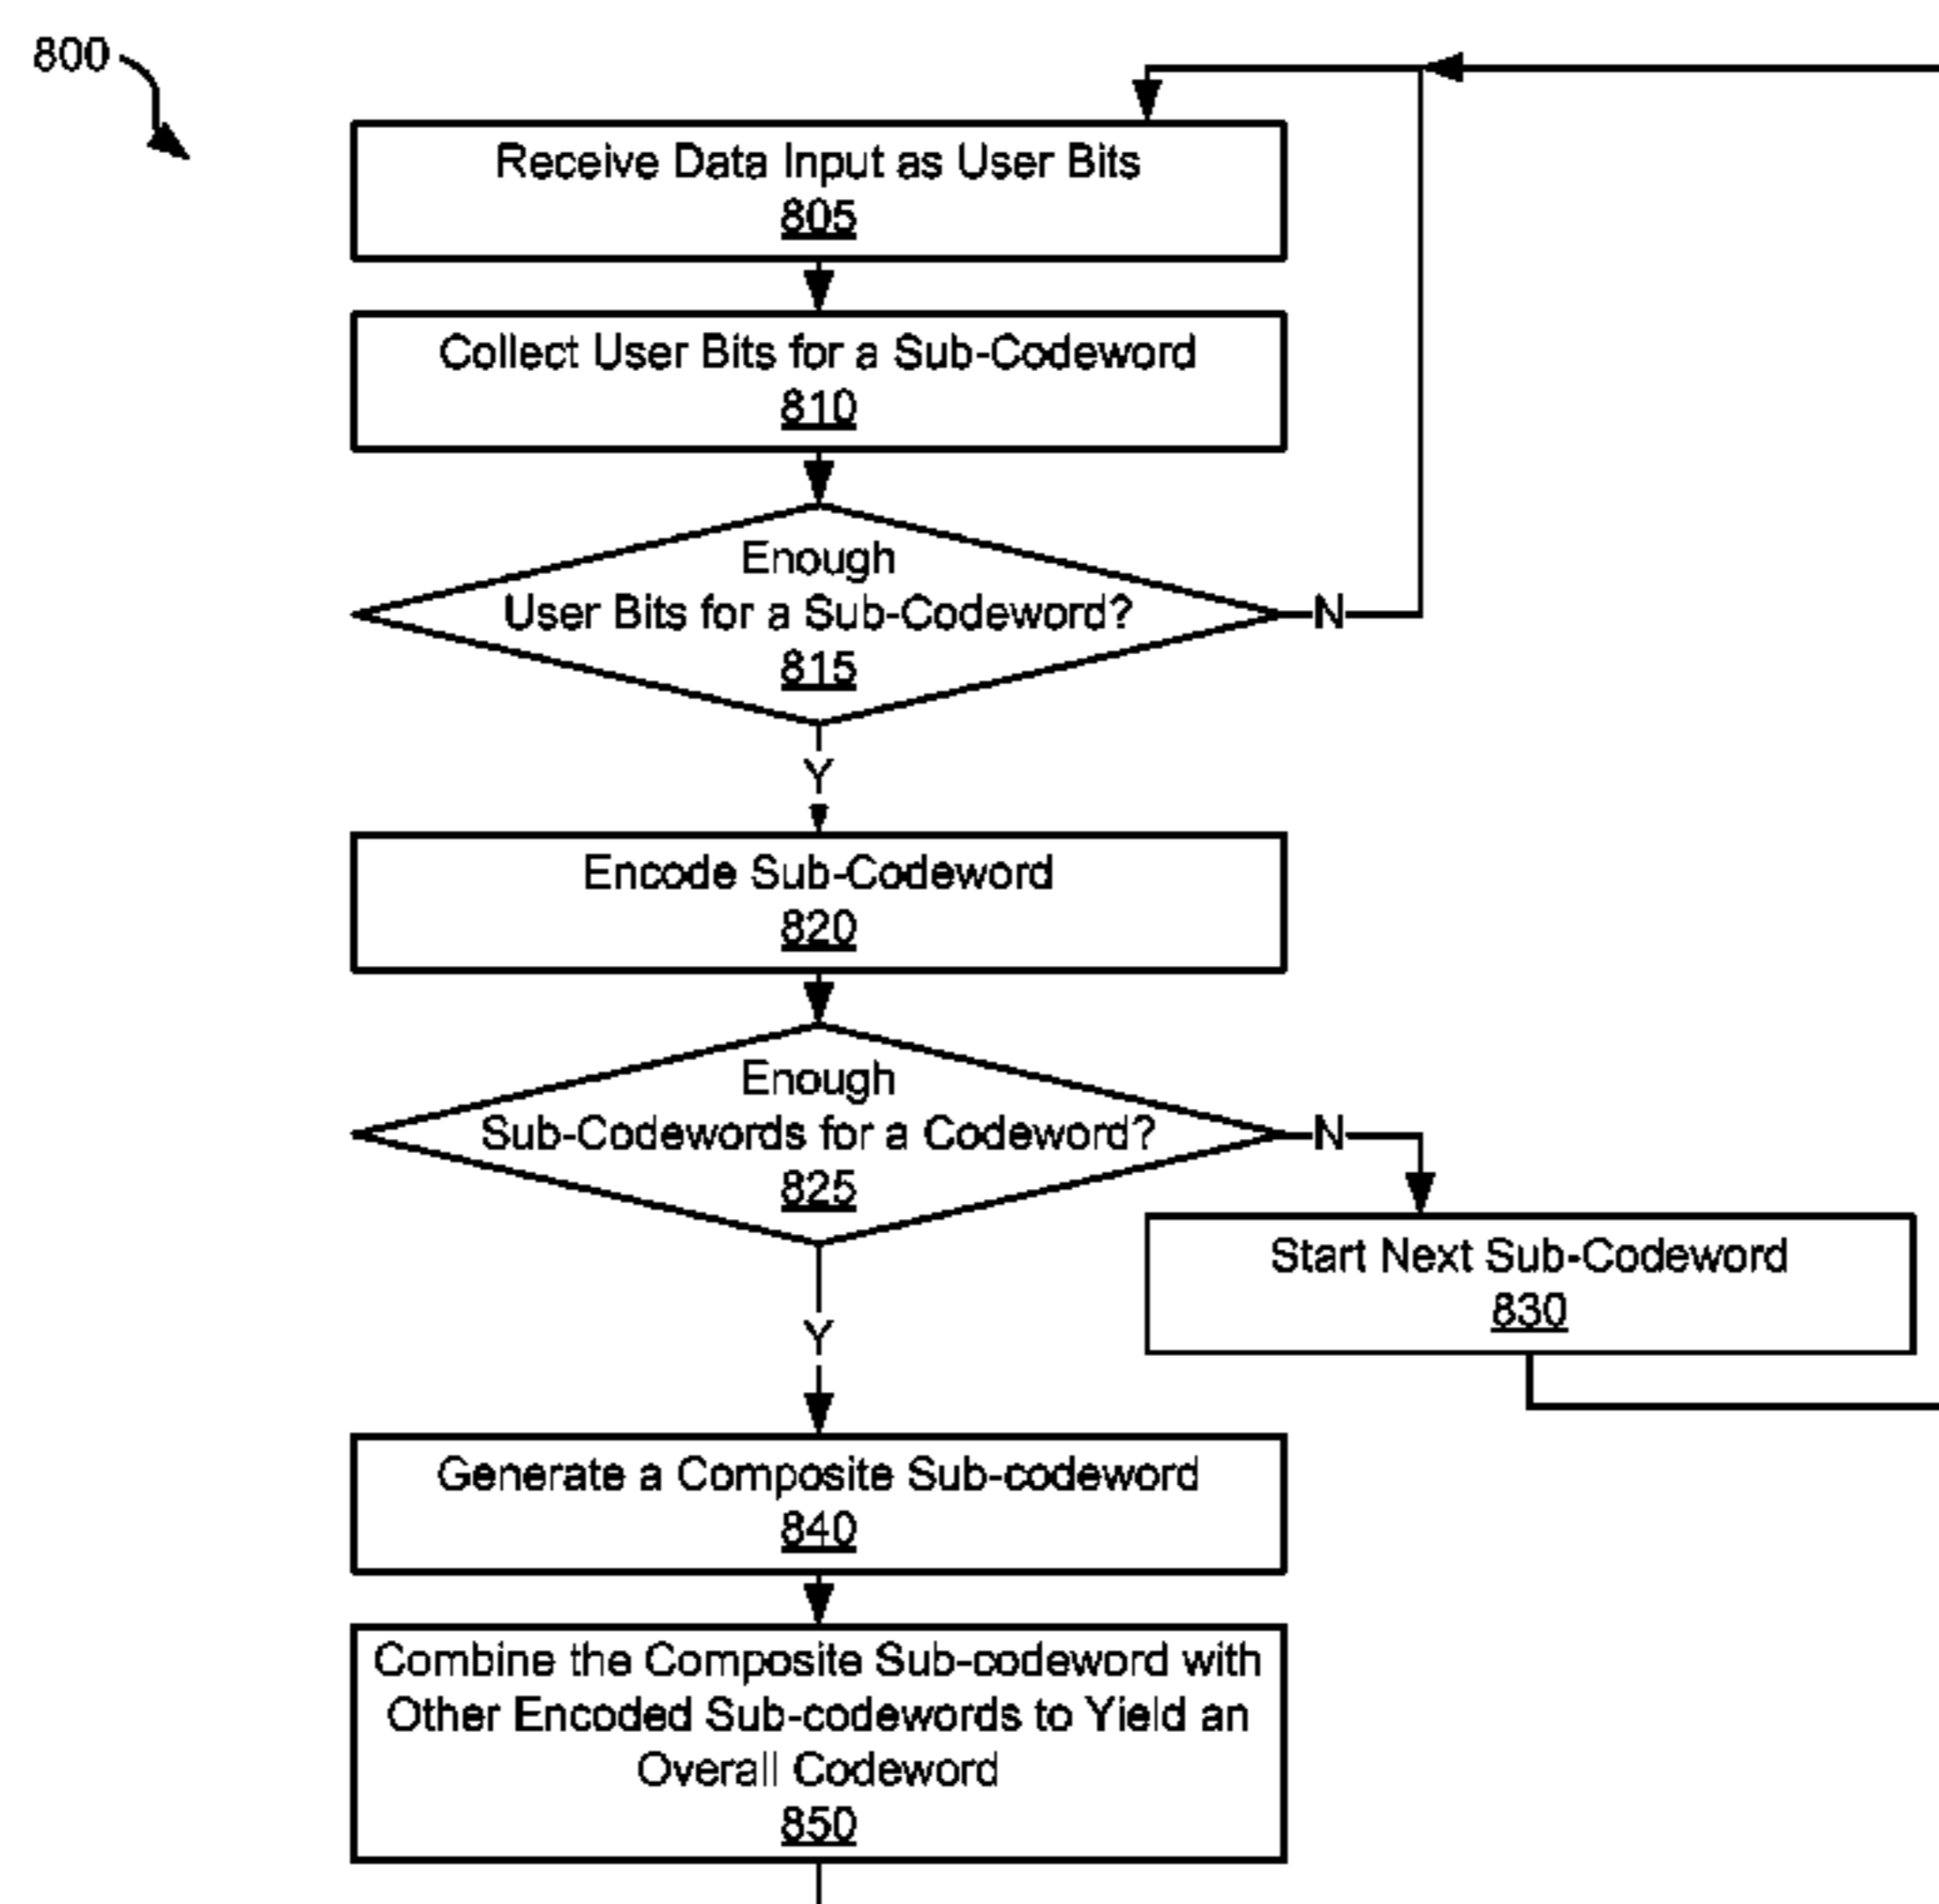 800
Receive Data Input as User Bits
805
Collect User Bits for a Sub-Codeword
810
Enough
User Bits for a Sub-Codeword?
815
N
Y
Encode Sub-Codeword
820
Enough
Sub-Codewords for a Codeword?
825
N
Start Next Sub-Codeword
830
Y
Generate a Composite Sub-codeword
840
Combine the Composite Sub-codeword with
Other Encoded Sub-codewords to Yield an
Overall Codeword
850